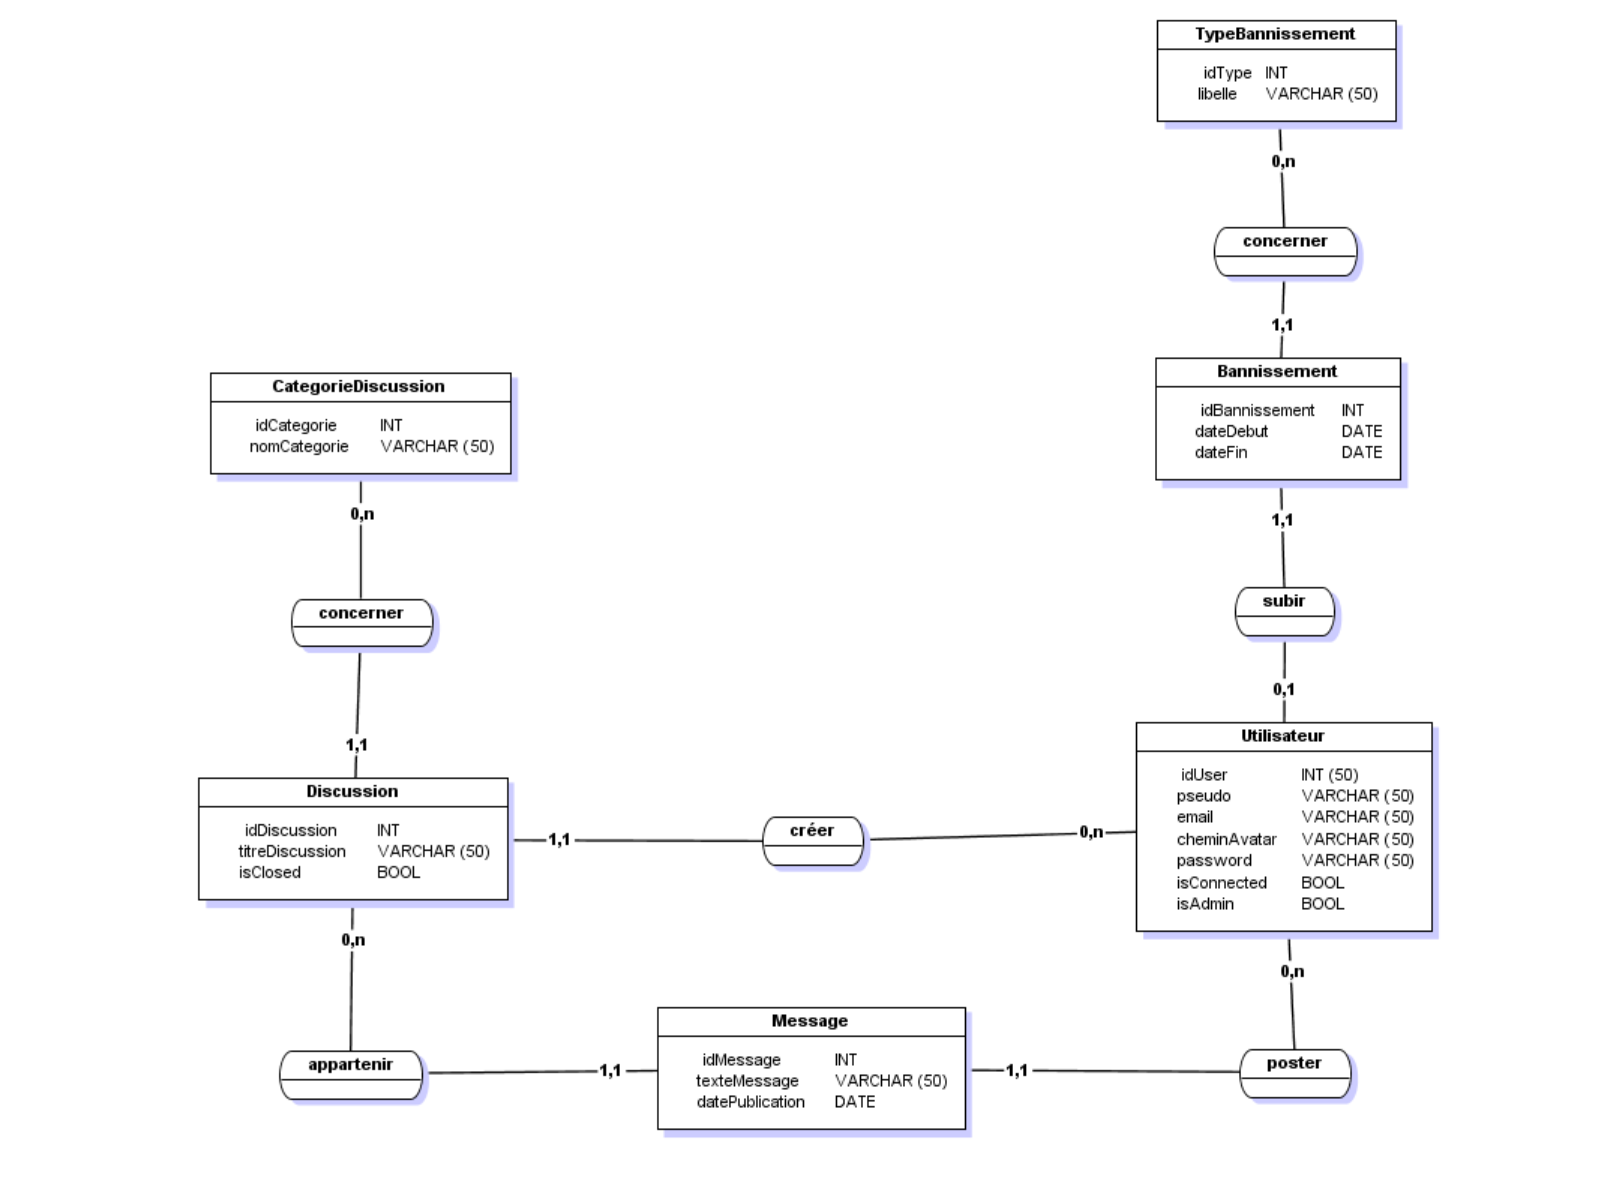 TypeBannissement
idType INT
libelle VARCHAR (50)
0,n
concerner
1,1
Bannissement
idBannissement INT
dateDebut DATE
dateFin DATE
1,1
subir
0,1
CategorieDiscussion
idCategorie INT
nomCategorie VARCHAR (50)
0,n
concerner
1,1
Discussion
idDiscussion INT
titreDiscussion VARCHAR (50)
isClosed BOOL
1,1
créer
0,n
Utilisateur
idUser INT (50)
pseudo VARCHAR (50)
email VARCHAR (50)
cheminAvatar VARCHAR (50)
password VARCHAR (50)
isConnected BOOL
isAdmin BOOL
0,n
appartenir
1,1
Message
idMessage INT
texteMessage VARCHAR (50)
datePublication DATE
1,1
0,n
poster